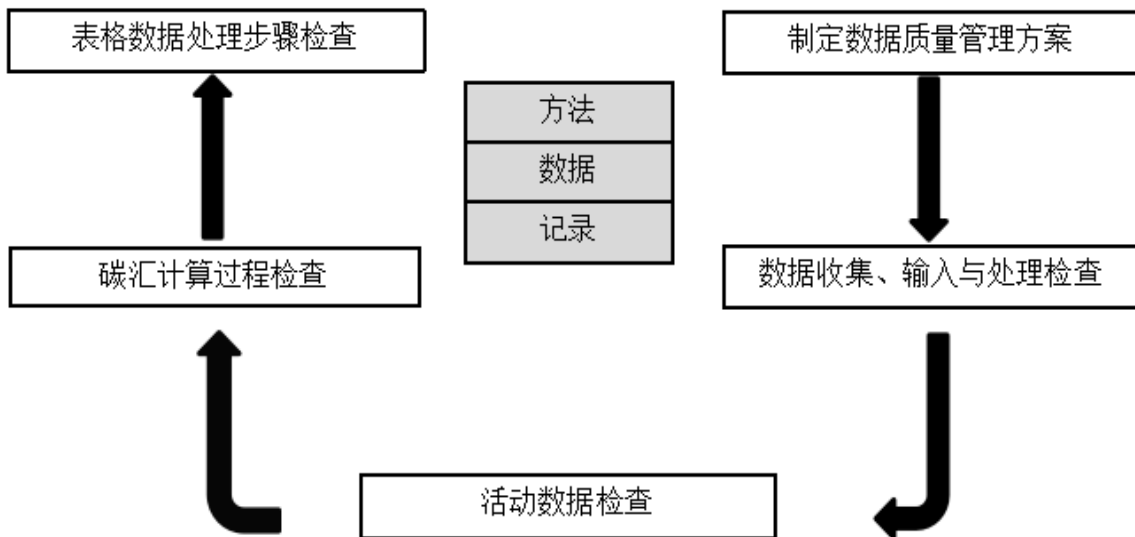 表格数据处理步骤检查
制定数据质量管理方案
方法
数据
记录
碳汇计算过程检查
数据收集、输入与处理检查
活动数据检查